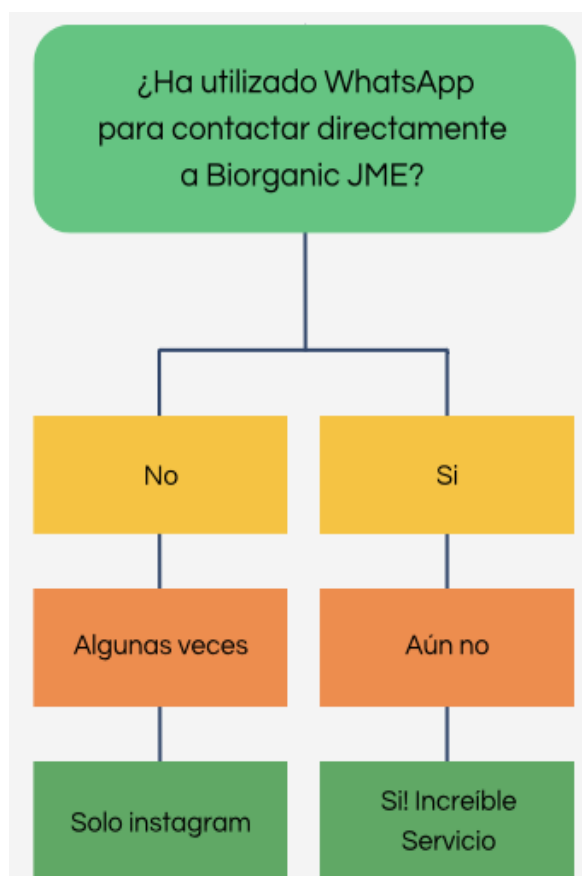 ¿Ha utilizado WhatsApp
para contactar directamente
a Biorganic JME?
No
Si
Algunas veces
Aún no
Solo instagram
Si! Increíble
Servicio